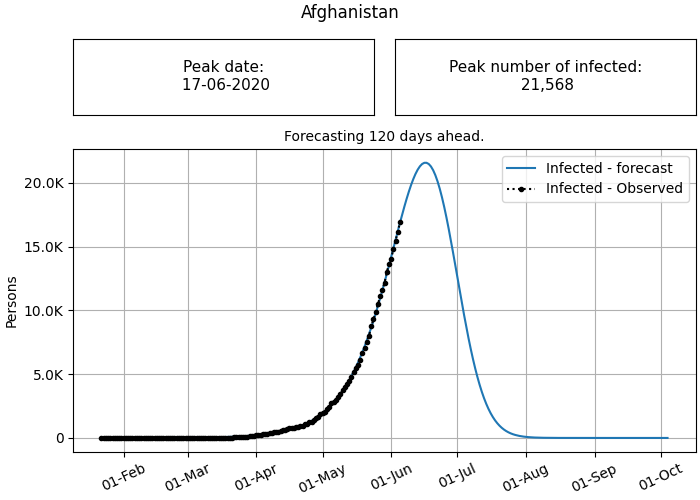 Afghanistan
Peak date:
17-06-2020
Peak number of infected:
21,568
Forecasting 120 days ahead.
Infected - forecast
Infected - Observed
20.0K
15.0K
10.0K
5.0K
0
Persons
01-Feb
01-Mar
01-Apr
01-May
01-Jun
01-Jul
01-Aug
01-Sep
01-Oct